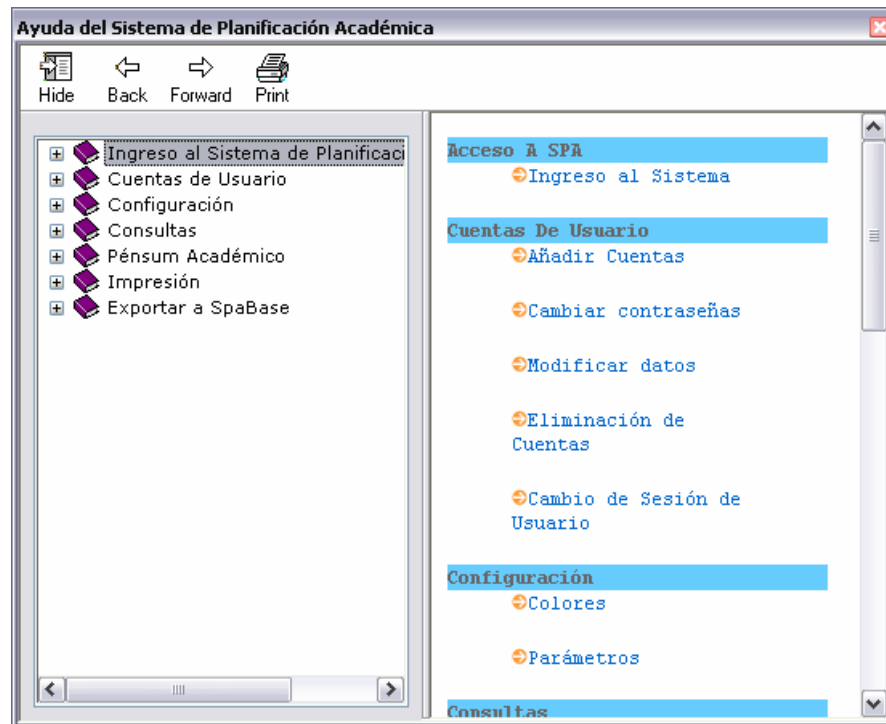 Ayuda del Sistema de Planificación Académica
Hide Back Forward Print
Ingreso al Sistema de Planificaci
Cuentas de Usuario
Configuración
Consultas
Pénsum Académico
Impresión
Exportar a SpaBase
Acceso A SPA
Ingreso al Sistema
Cuentas De Usuario
Añadir Cuentas
Cambiar contraseñas
Modificar datos
Eliminación de
Cuentas
Cambio de Sesión de
Usuario
Configuración
Colores
Parámetros
Consultas